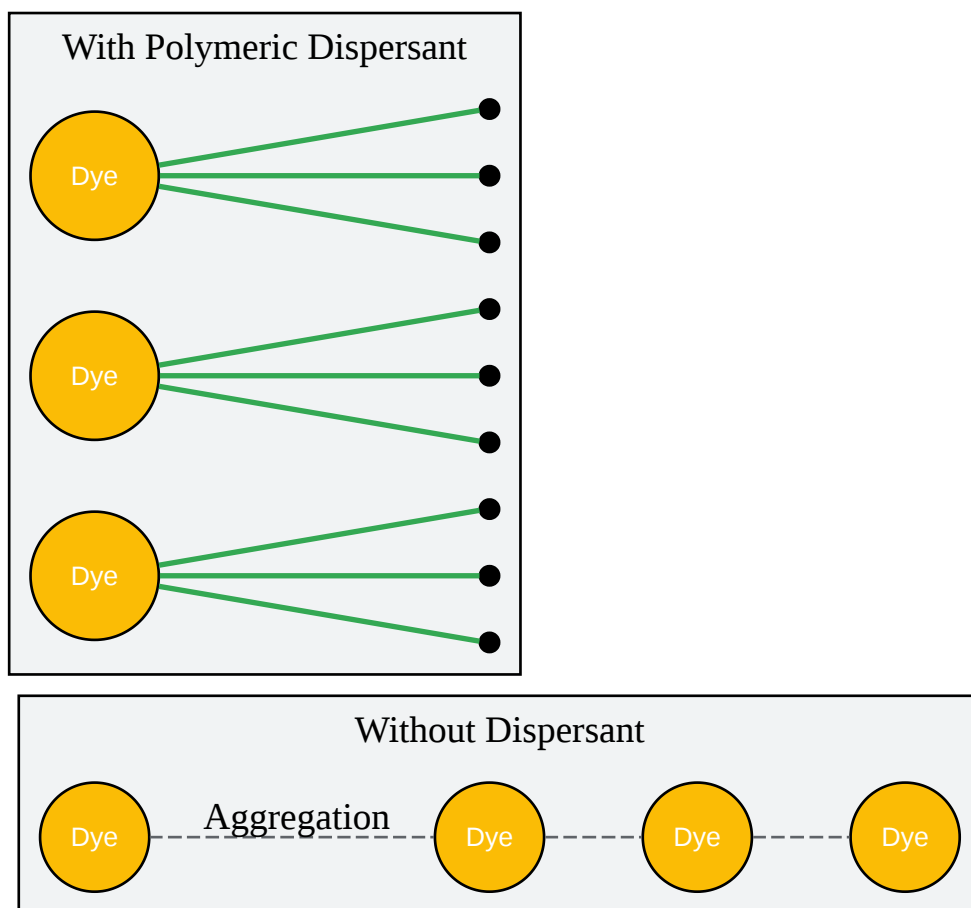 With Polymeric Dispersant
Dye
Dye
Dye
Without Dispersant
Aggregation
Dye
Dye
Dye
Dye